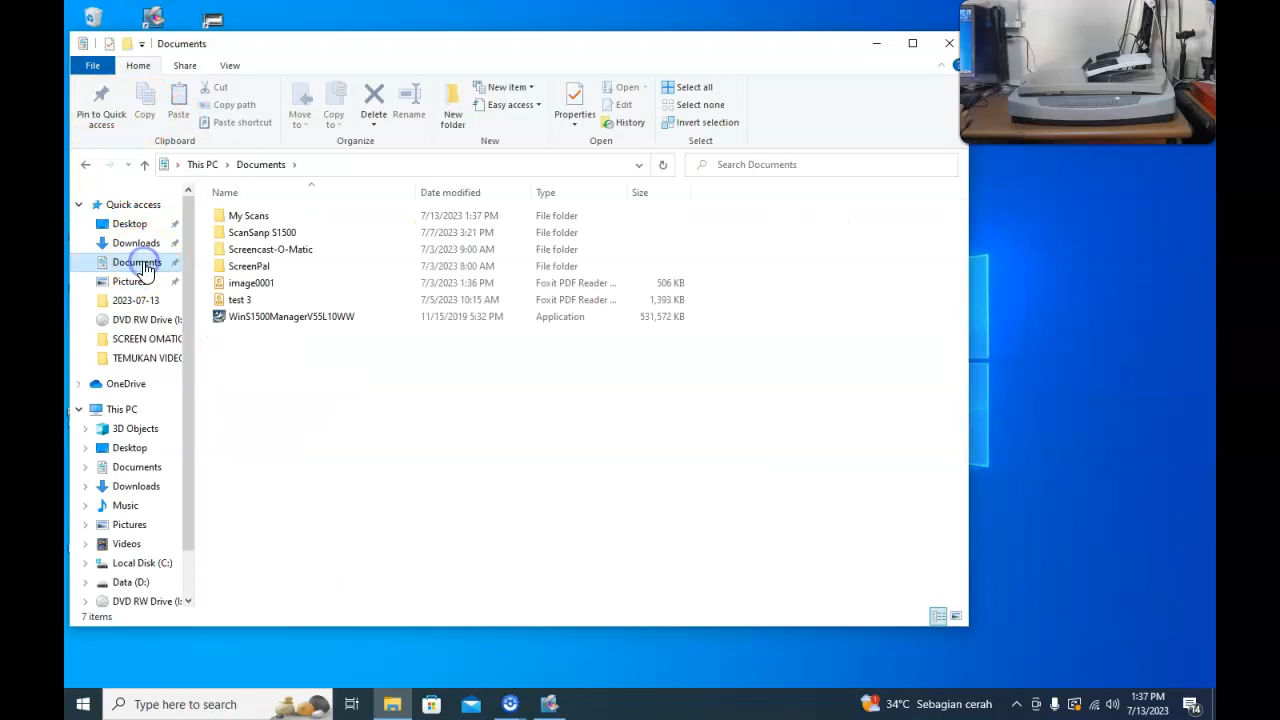 Documents
File
Home
Share
View
Pin to Quick access
Copy
Paste
Cut
Copy path
Paste shortcut
Clipboard
Move to
Copy to
Delete
Rename
Organize
New folder
New item
Easy access
New
Properties
Open
Edit
History
Open
Select all
Select none
Invert selection
Select
This PC
Documents
Search Documents
Name
Date modified
Type
Size
My Scans 7/13/2023 1:37 PM File folder
ScanSanp S1500 7/7/2023 3:21 PM File folder
Screencast-O-Matic 7/3/2023 9:00 AM File folder
ScreenPal 7/3/2023 8:00 AM File folder
image0001 7/3/2023 1:36 PM Foxit PDF Reader ... 506 KB
test 3 7/5/2023 10:15 AM Foxit PDF Reader ... 1,393 KB
WinS1500ManagerV55L10WW 11/15/2019 5:32 PM Application 531,572 KB
Quick access
Desktop
Downloads
Documents
Pictures
2023-07-13
DVD RW Drive (I:
SCREEN OMATIC
TEMUKAN VIDEO
OneDrive
This PC
3D Objects
Desktop
Documents
Downloads
Music
Pictures
Videos
Local Disk (C:)
Data (D:)
DVD RW Drive (I:
7 items
Type here to search
34°C Sebagian cerah
1:37 PM
7/13/2023
14